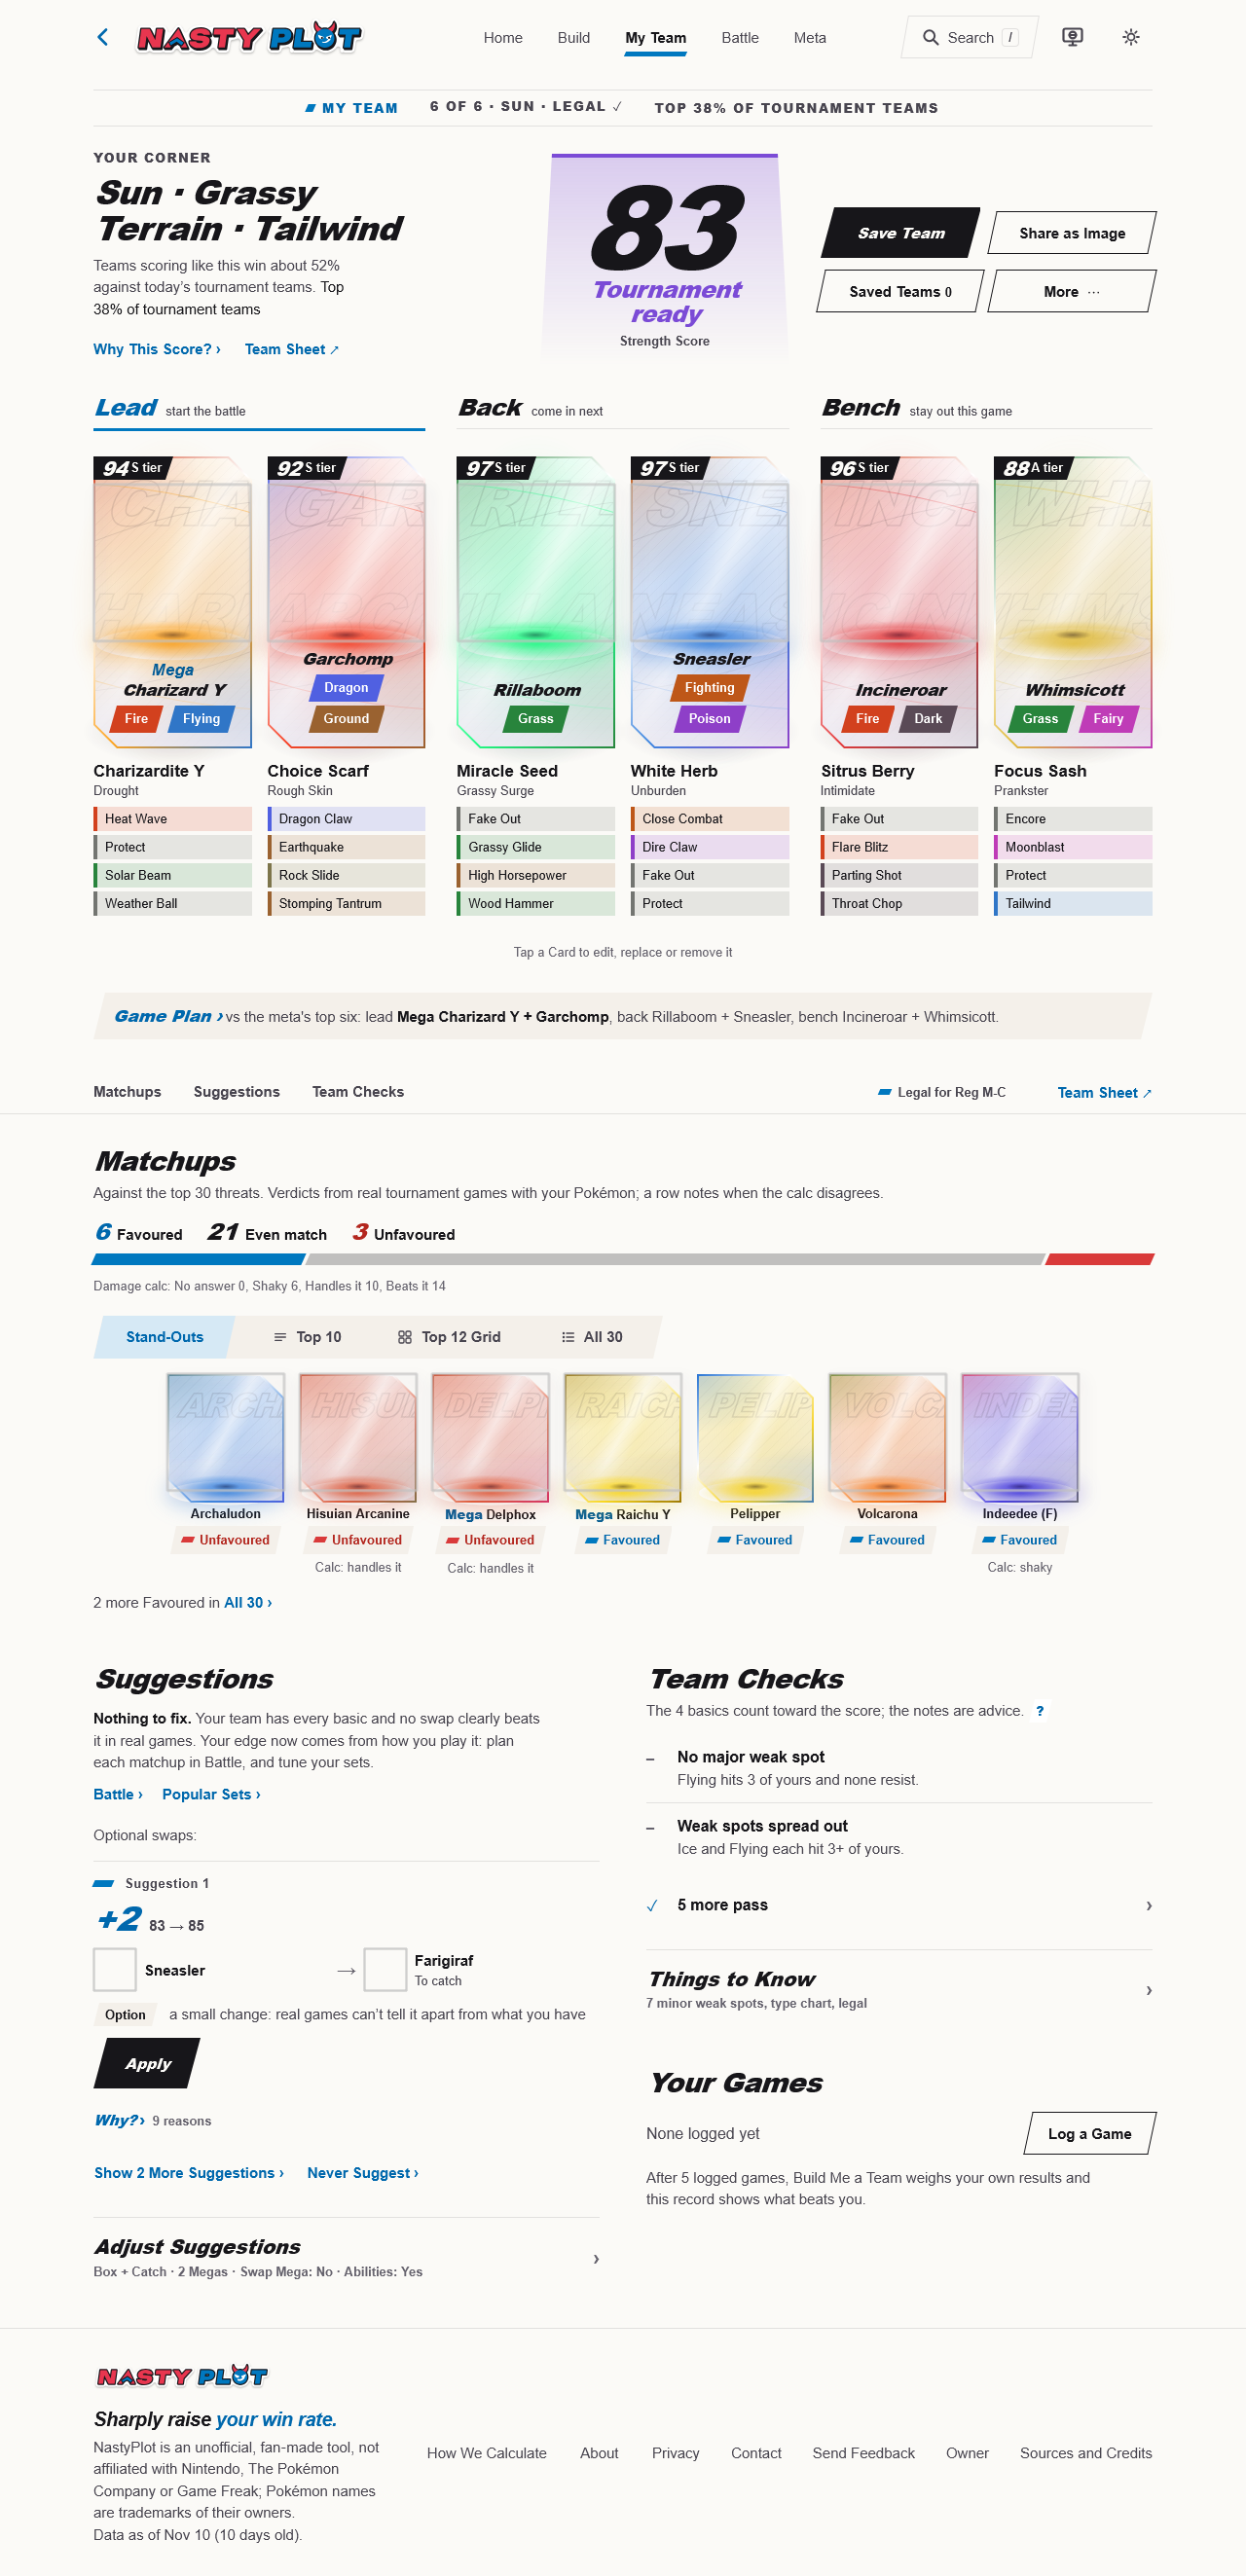 NASTY PLOT
Home
Build
My Team
Battle
Meta
Search /
MY TEAM
6 OF 6 · SUN · LEGAL ✓
TOP 38% OF TOURNAMENT TEAMS
YOUR CORNER
Sun · Grassy
Terrain · Tailwind
Teams scoring like this win about 52%
against today's tournament teams. Top
38% of tournament teams
Why This Score? ›
Team Sheet ↗
83
Tournament
ready
Strength Score
Save Team
Share as Image
Saved Teams 0
More ···
Lead start the battle
Back come in next
Bench stay out this game
94 S tier
CHA
HAR
Mega
Charizard Y
Fire
Flying
92 S tier
GAR
ARCH
Garchomp
Dragon
Ground
97 S tier
RILL
ILLA
Rillaboom
Grass
97 S tier
SNEA
NEAS
Sneasler
Fighting
Poison
96 S tier
INCI
NCIN
Incineroar
Fire
Dark
88 A tier
WHIM
HIMS
Whimsicott
Grass
Fairy
Charizardite Y
Drought
Heat Wave
Protect
Solar Beam
Weather Ball
Choice Scarf
Rough Skin
Dragon Claw
Earthquake
Rock Slide
Stomping Tantrum
Miracle Seed
Grassy Surge
Fake Out
Grassy Glide
High Horsepower
Wood Hammer
White Herb
Unburden
Close Combat
Dire Claw
Fake Out
Protect
Sitrus Berry
Intimidate
Fake Out
Flare Blitz
Parting Shot
Throat Chop
Focus Sash
Prankster
Encore
Moonblast
Protect
Tailwind
Tap a Card to edit, replace or remove it
Game Plan › vs the meta's top six: lead Mega Charizard Y + Garchomp, back Rillaboom + Sneasler, bench Incineroar + Whimsicott.
Matchups
Suggestions
Team Checks
Legal for Reg M-C
Team Sheet ↗
Matchups
Against the top 30 threats. Verdicts from real tournament games with your Pokémon; a row notes when the calc disagrees.
6 Favoured
21 Even match
3 Unfavoured
Damage calc: No answer 0, Shaky 6, Handles it 10, Beats it 14
Stand-Outs
Top 10
Top 12 Grid
All 30
ARCH
Archaludon
Unfavoured
HISUI
Hisuian Arcanine
Unfavoured
Calc: handles it
DELPH
Mega Delphox
Unfavoured
Calc: handles it
RAICH
Mega Raichu Y
Favoured
PELIP
Pelipper
Favoured
VOLCA
Volcarona
Favoured
INDEE
Indeedee (F)
Favoured
Calc: shaky
2 more Favoured in All 30 ›
Suggestions
Nothing to fix. Your team has every basic and no swap clearly beats
it in real games. Your edge now comes from how you play it: plan
each matchup in Battle, and tune your sets.
Battle ›
Popular Sets ›
Optional swaps:
Suggestion 1
+2 83 → 85
Sneasler
→
Farigiraf
To catch
Option a small change: real games can't tell it apart from what you have
Apply
Why? › 9 reasons
Show 2 More Suggestions ›
Never Suggest ›
Adjust Suggestions
Box + Catch · 2 Megas · Swap Mega: No · Abilities: Yes
›
Team Checks
The 4 basics count toward the score; the notes are advice. ?
– No major weak spot
Flying hits 3 of yours and none resist.
– Weak spots spread out
Ice and Flying each hit 3+ of yours.
✓ 5 more pass ›
Things to Know
7 minor weak spots, type chart, legal
›
Your Games
None logged yet
Log a Game
After 5 logged games, Build Me a Team weighs your own results and
this record shows what beats you.
NASTY PLOT
Sharply raise your win rate.
NastyPlot is an unofficial, fan-made tool, not
affiliated with Nintendo, The Pokémon
Company or Game Freak; Pokémon names
are trademarks of their owners.
Data as of Nov 10 (10 days old).
How We Calculate
About
Privacy
Contact
Send Feedback
Owner
Sources and Credits